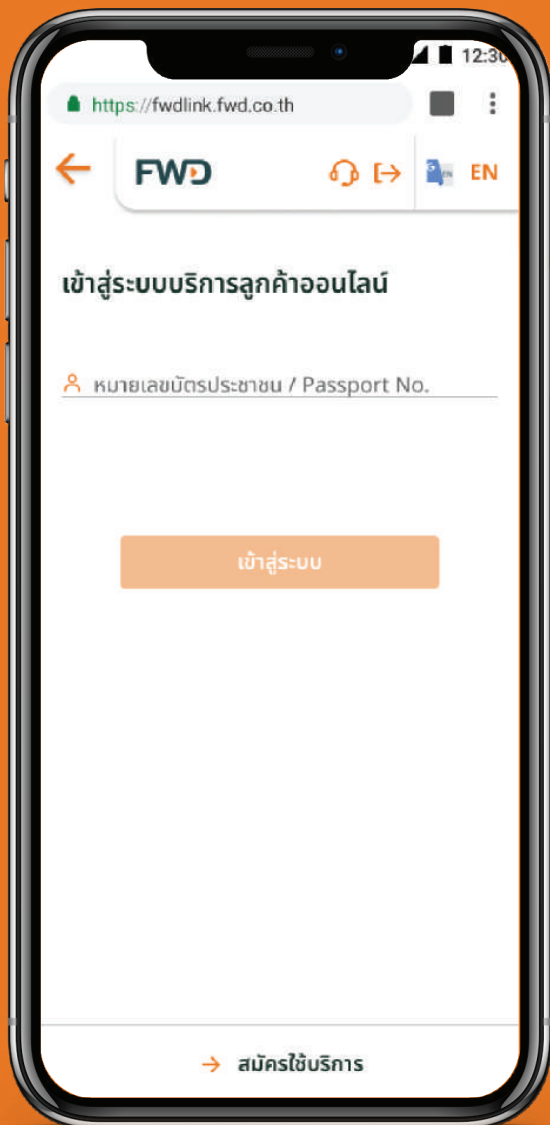 12:30
https://fwdlink.fwd.co.th
FWD
EN
เข้าสู่ระบบบริการลูกค้าออนไลน์
หมายเลขบัตรประชาชน / Passport No.
เข้าสู่ระบบ
สมัครใช้บริการ